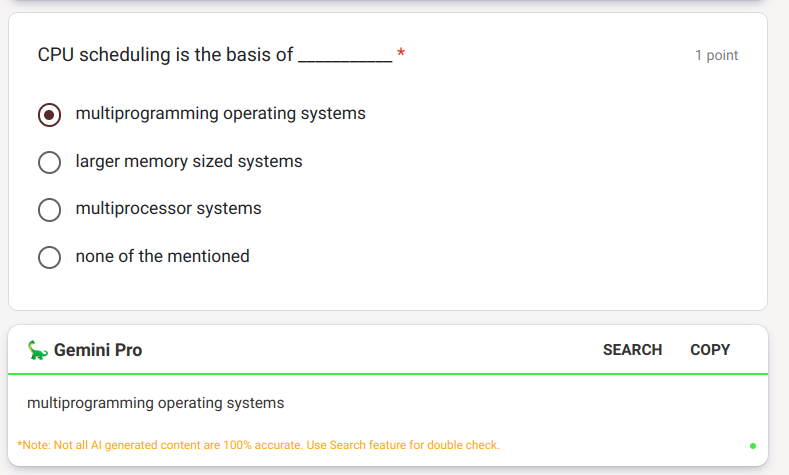 CPU scheduling is the basis of ___________ *
1 point
multiprogramming operating systems
larger memory sized systems
multiprocessor systems
none of the mentioned
Gemini Pro SEARCH COPY
multiprogramming operating systems
*Note: Not all AI generated content are 100% accurate. Use Search feature for double check.